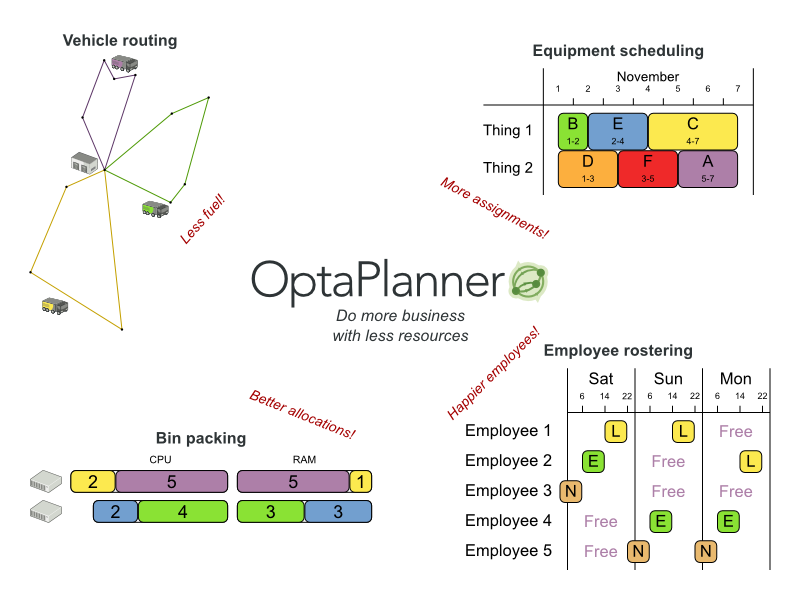 Vehicle routing
Less fuel!
Equipment scheduling
November
1 2 3 4 5 6 7
Thing 1 B E C
1-2 2-4 4-7
Thing 2 D F A
1-3 3-5 5-7
More assignments!
OptaPlanner
Do more business
with less resources
Better allocations!
Bin packing
CPU RAM
2 5 5 1
2 4 3 3
Happier employees!
Employee rostering
Sat Sun Mon
6 14 22 6 14 22 6 14 22
Employee 1 L L Free
Employee 2 E Free L
Employee 3 N Free Free
Employee 4 Free E E
Employee 5 Free N N